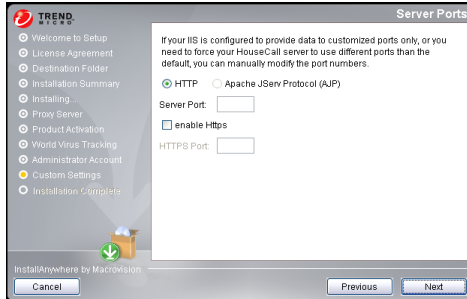 TREND
MICRO
Server Ports
Welcome to Setup
License Agreement
Destination Folder
Installation Summary
Installing...
Proxy Server
Product Activation
World Virus Tracking
Administrator Account
Custom Settings
Installation Complete
If your IIS is configured to provide data to customized ports only, or you
need to force your HouseCall server to use different ports than the
default, you can manually modify the port numbers.
HTTP
Apache JServ Protocol (AJP)
Server Port:
enable Https
HTTPS Port:
InstallAnywhere by Macrovision
Cancel
Previous
Next